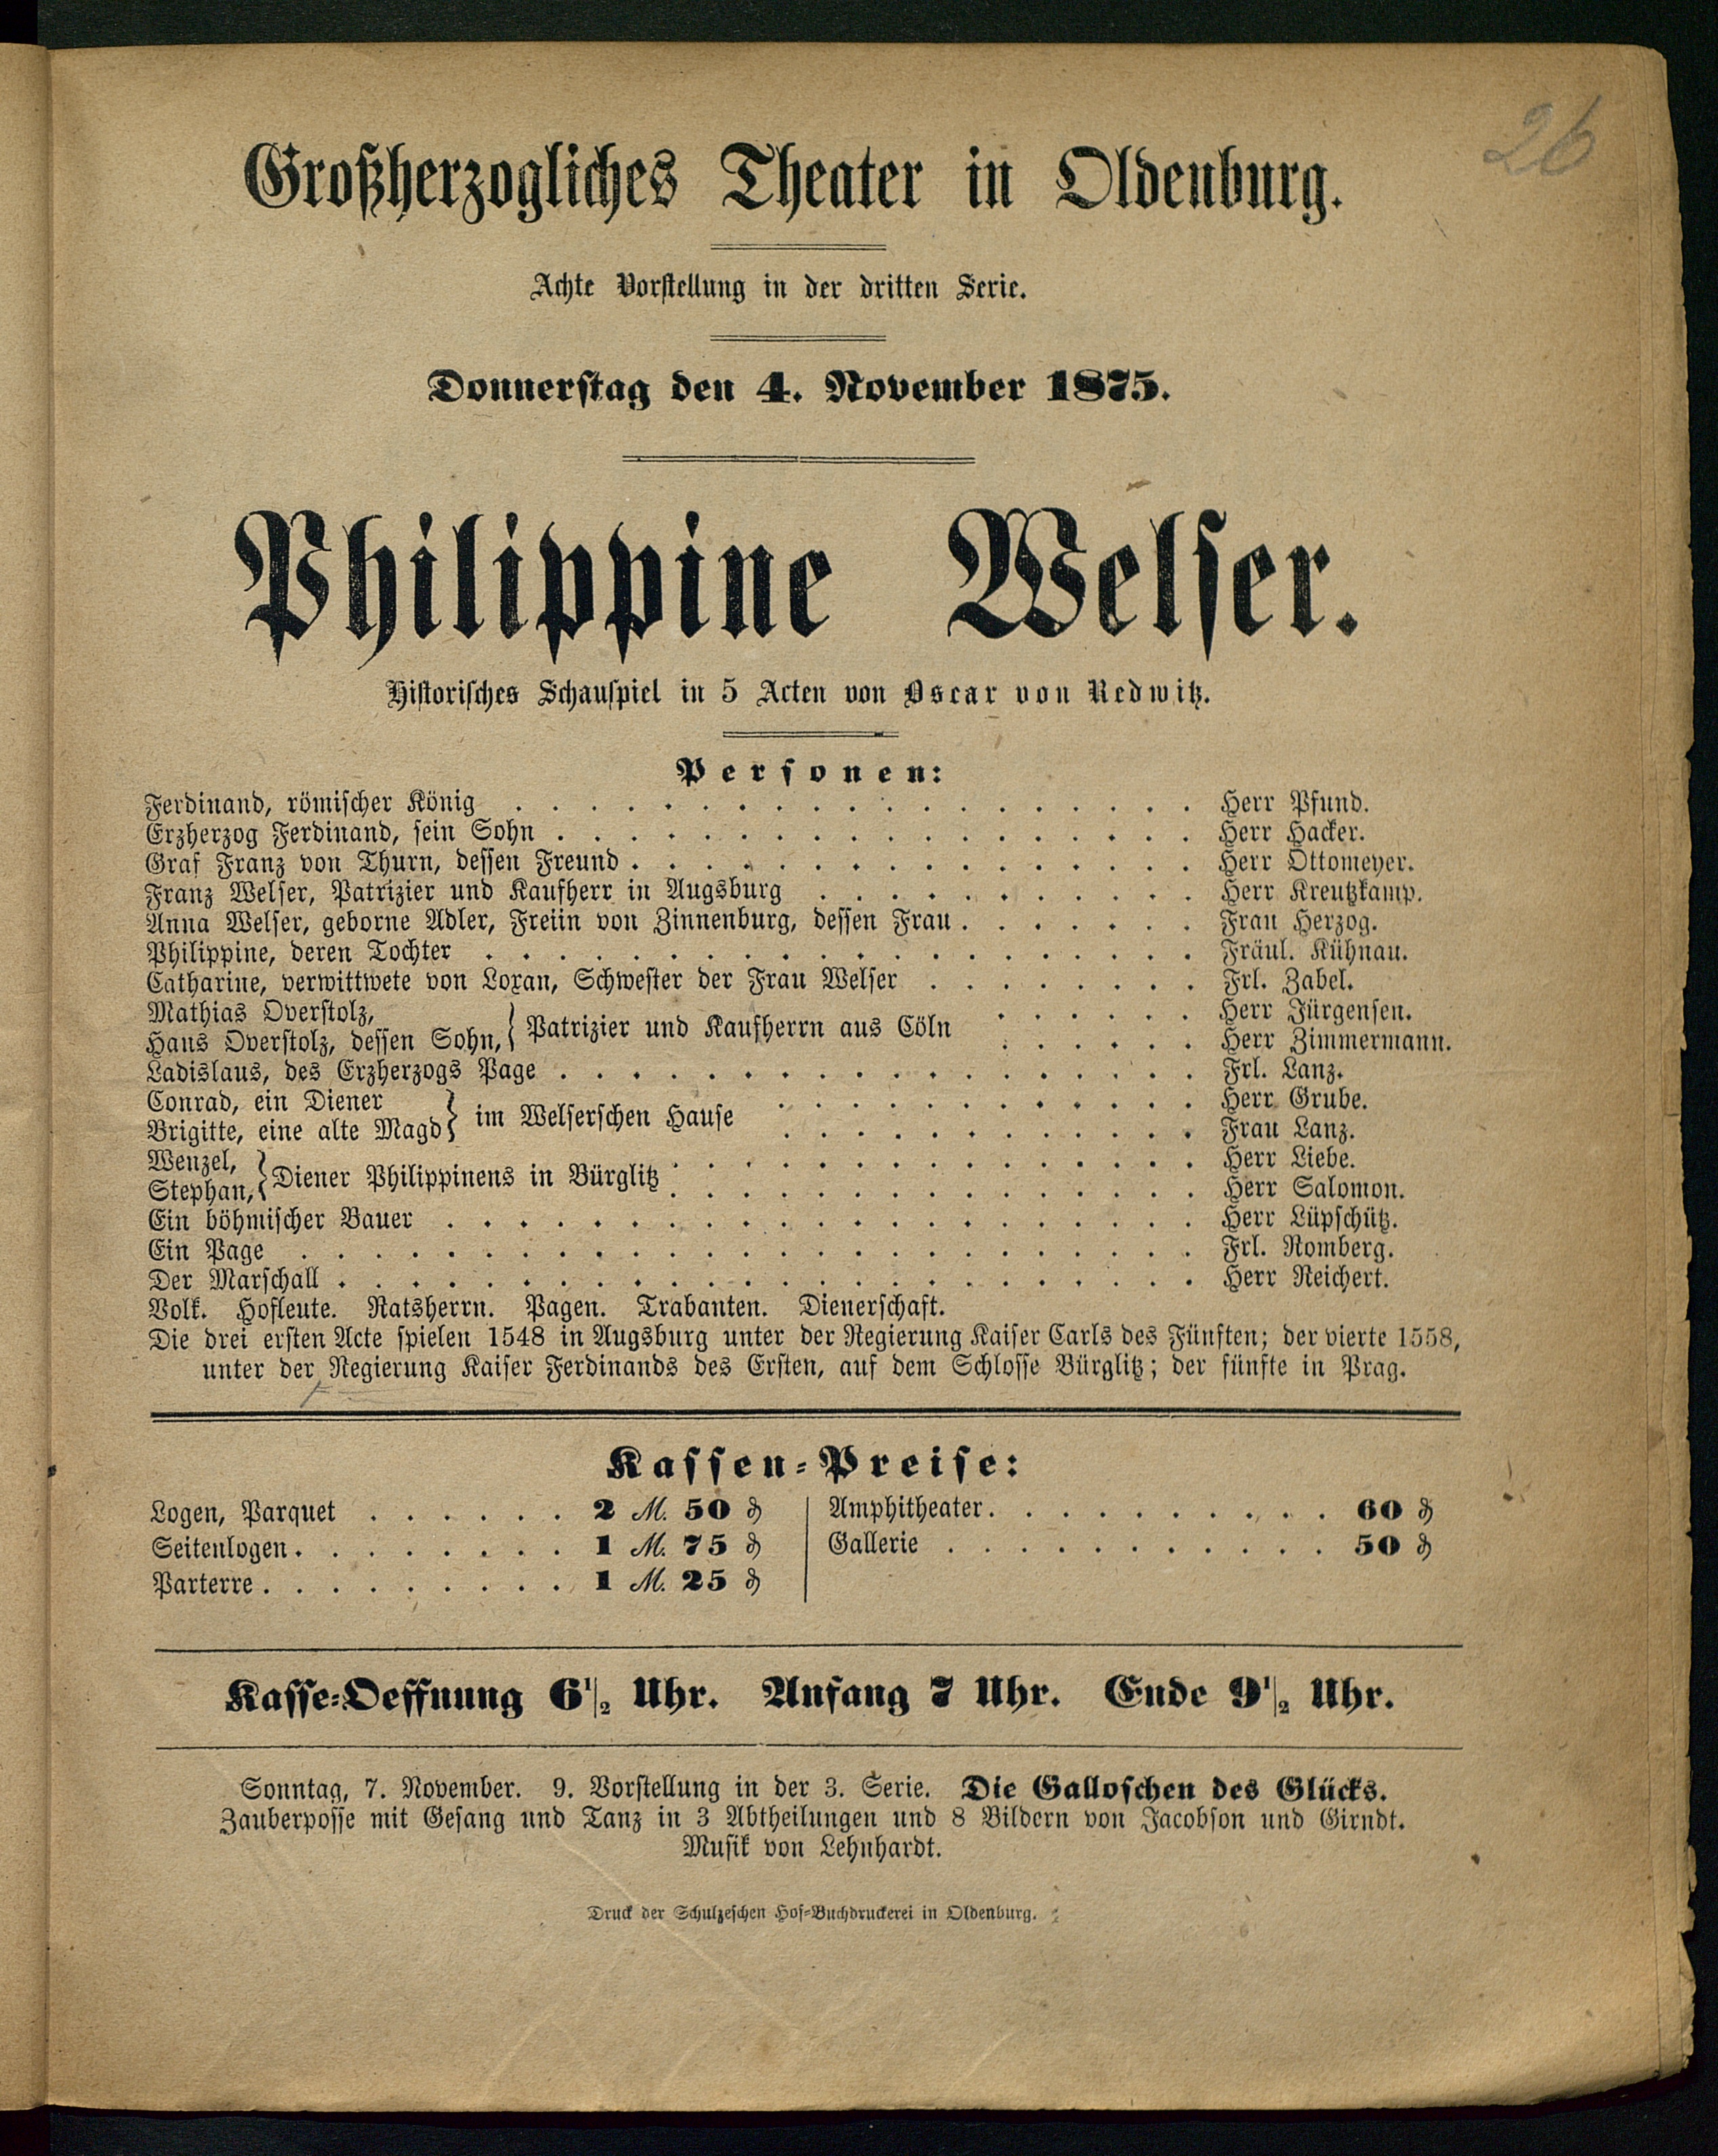 26
Großherzogliches Theater in Oldenburg.
Achte Vorstellung in der dritten Serie.
Donnerstag den 4. November 1875.
Philippine Welser.
Historisches Schauspiel in 5 Acten von Oscar von Redwitz.
Personen:
Ferdinand, römischer König . . . . . . . . . . . . . . . . . . . Herr Pfund.
Erzherzog Ferdinand, sein Sohn . . . . . . . . . . . . . . . . . . Herr Hacker.
Graf Franz von Thurn, dessen Freund . . . . . . . . . . . . . . . . Herr Ottomeyer.
Franz Welser, Patrizier und Kaufherr in Augsburg . . . . . . . . . . . Herr Kreutzkamp.
Anna Welser, geborne Adler, Freiin von Zinnenburg, dessen Frau . . . . . . . Frau Herzog.
Philippine, deren Tochter . . . . . . . . . . . . . . . . . . . . Fräul. Kühnau.
Catharine, verwittwete von Loxan, Schwester der Frau Welser . . . . . . . . Frl. Zabel.
Mathias Overstolz, . . . . . . Herr Jürgensen.
Hans Overstolz, dessen Sohn, } Patrizier und Kaufherrn aus Cöln . . . . . . Herr Zimmermann.
Ladislaus, des Erzherzogs Page . . . . . . . . . . . . . . . . . . Frl. Lanz.
Conrad, ein Diener . . . . . . . . . . . . Herr Grube.
Brigitte, eine alte Magd } im Welserschen Hause . . . . . . . . . . . . Frau Lanz.
Wenzel, . . . . . . . . . . . . . . . Herr Liebe.
Stephan, } Diener Philippinens in Bürglitz . . . . . . . . . . . . . . . Herr Salomon.
Ein böhmischer Bauer . . . . . . . . . . . . . . . . . . . . . Herr Lüpschütz.
Ein Page . . . . . . . . . . . . . . . . . . . . . . . . . Frl. Romberg.
Der Marschall . . . . . . . . . . . . . . . . . . . . . . . . Herr Reichert.
Volk. Hofleute. Ratsherrn. Pagen. Trabanten. Dienerschaft.
Die drei ersten Acte spielen 1548 in Augsburg unter der Regierung Kaiser Carls des Fünften; der vierte 1558,
unter der Regierung Kaiser Ferdinands des Ersten, auf dem Schlosse Bürglitz; der fünfte in Prag.
Kassen-Preise:
Logen, Parquet . . . . . . 2 M. 50 ₰
Seitenlogen . . . . . . . . 1 M. 75 ₰
Parterre . . . . . . . . . 1 M. 25 ₰
Amphitheater . . . . . . . . . . 60 ₰
Gallerie . . . . . . . . . . . 50 ₰
Kasse-Oeffnung 6 1/2 Uhr. Anfang 7 Uhr. Ende 9 1/2 Uhr.
Sonntag, 7. November. 9. Vorstellung in der 3. Serie. Die Galloschen des Glücks.
Zauberposse mit Gesang und Tanz in 3 Abtheilungen und 8 Bildern von Jacobson und Girndt.
Musik von Lehnhardt.
Druck der Schulzeschen Hof-Buchdruckerei in Oldenburg.